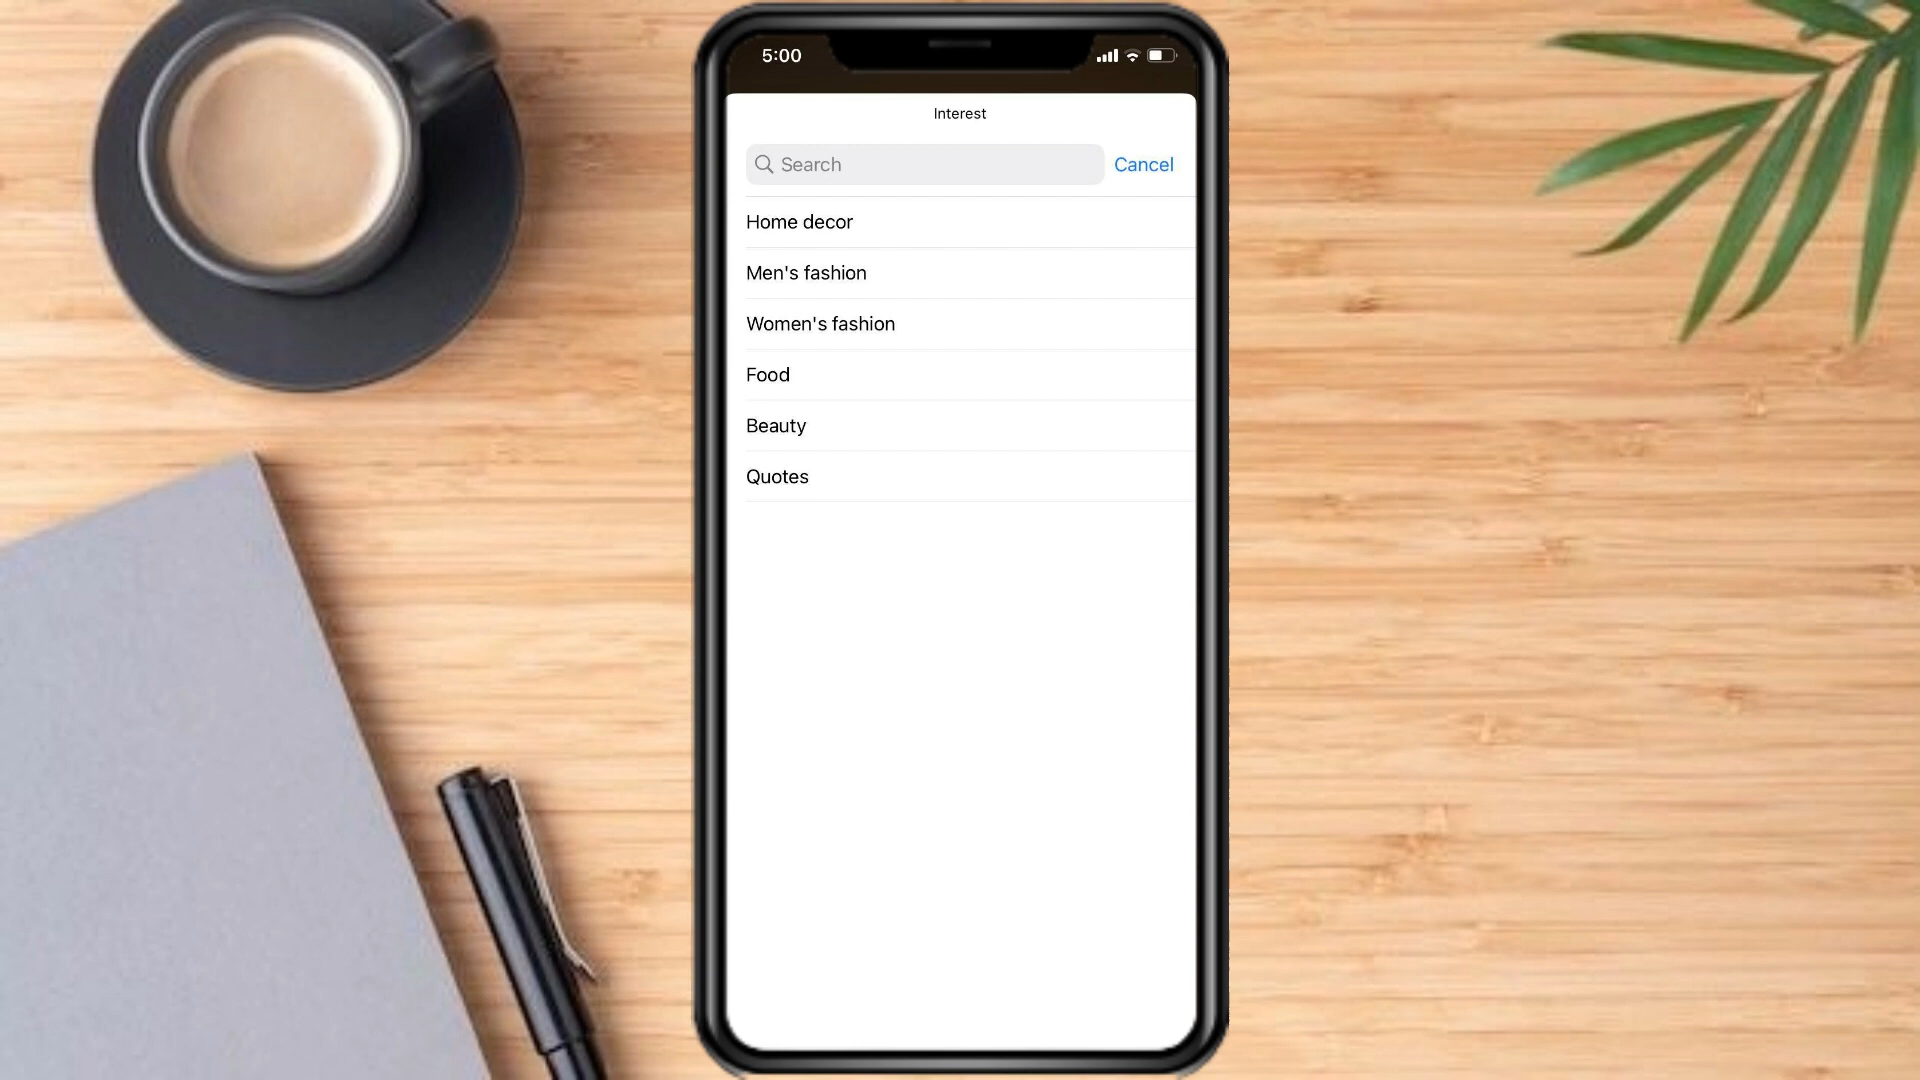 5:00
Interest
Search
Cancel
Home decor
Men's fashion
Women's fashion
Food
Beauty
Quotes